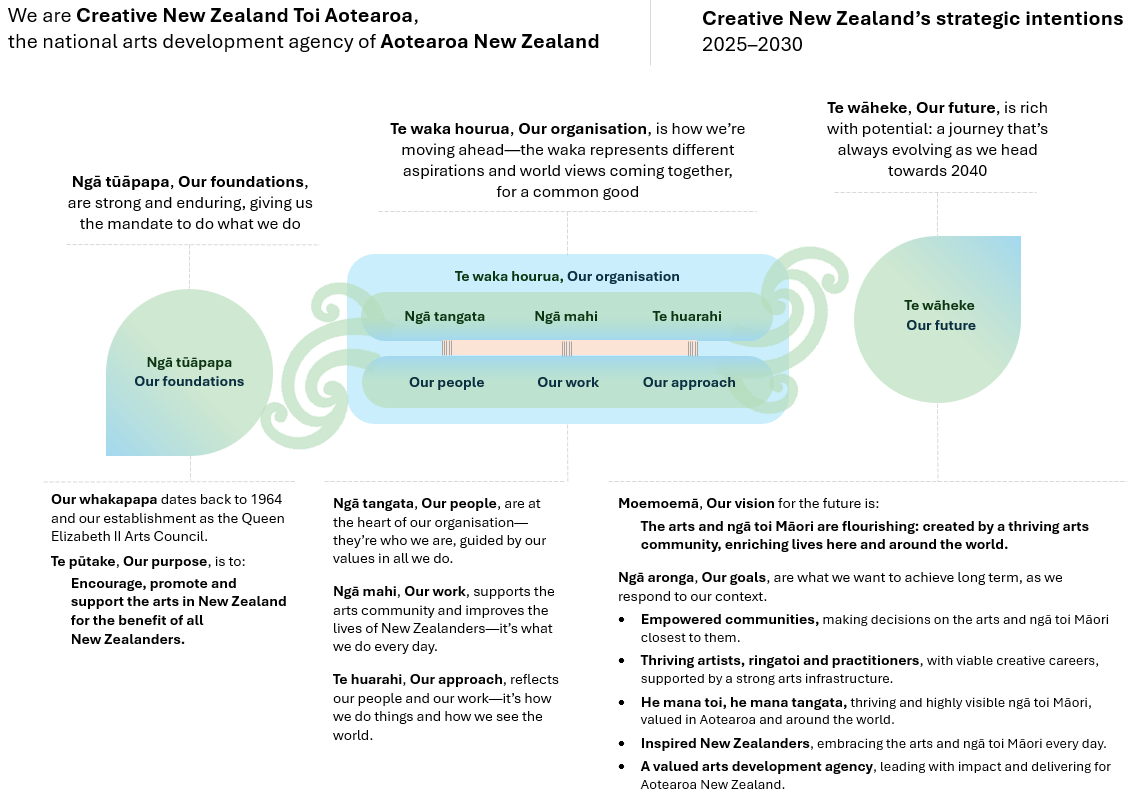 We are Creative New Zealand Toi Aotearoa,
the national arts development agency of Aotearoa New Zealand
Creative New Zealand's strategic intentions
2025–2030
Ngā tūāpapa, Our foundations,
are strong and enduring, giving us
the mandate to do what we do
Te waka hourua, Our organisation, is how we're
moving ahead—the waka represents different
aspirations and world views coming together,
for a common good
Te wāheke, Our future, is rich
with potential: a journey that's
always evolving as we head
towards 2040
Ngā tūāpapa
Our foundations
Te waka hourua, Our organisation
Ngā tangata Ngā mahi Te huarahi
Our people Our work Our approach
Te wāheke
Our future
Our whakapapa dates back to 1964
and our establishment as the Queen
Elizabeth II Arts Council.
Te pūtake, Our purpose, is to:
Encourage, promote and
support the arts in New Zealand
for the benefit of all
New Zealanders.
Ngā tangata, Our people, are at
the heart of our organisation—
they're who we are, guided by our
values in all we do.
Ngā mahi, Our work, supports the
arts community and improves the
lives of New Zealanders—it's what
we do every day.
Te huarahi, Our approach, reflects
our people and our work—it's how
we do things and how we see the
world.
Moemoemā, Our vision for the future is:
The arts and ngā toi Māori are flourishing: created by a thriving arts
community, enriching lives here and around the world.
Ngā aronga, Our goals, are what we want to achieve long term, as we
respond to our context.
• Empowered communities, making decisions on the arts and ngā toi Māori
closest to them.
• Thriving artists, ringatoi and practitioners, with viable creative careers,
supported by a strong arts infrastructure.
• He mana toi, he mana tangata, thriving and highly visible ngā toi Māori,
valued in Aotearoa and around the world.
• Inspired New Zealanders, embracing the arts and ngā toi Māori every day.
• A valued arts development agency, leading with impact and delivering for
Aotearoa New Zealand.